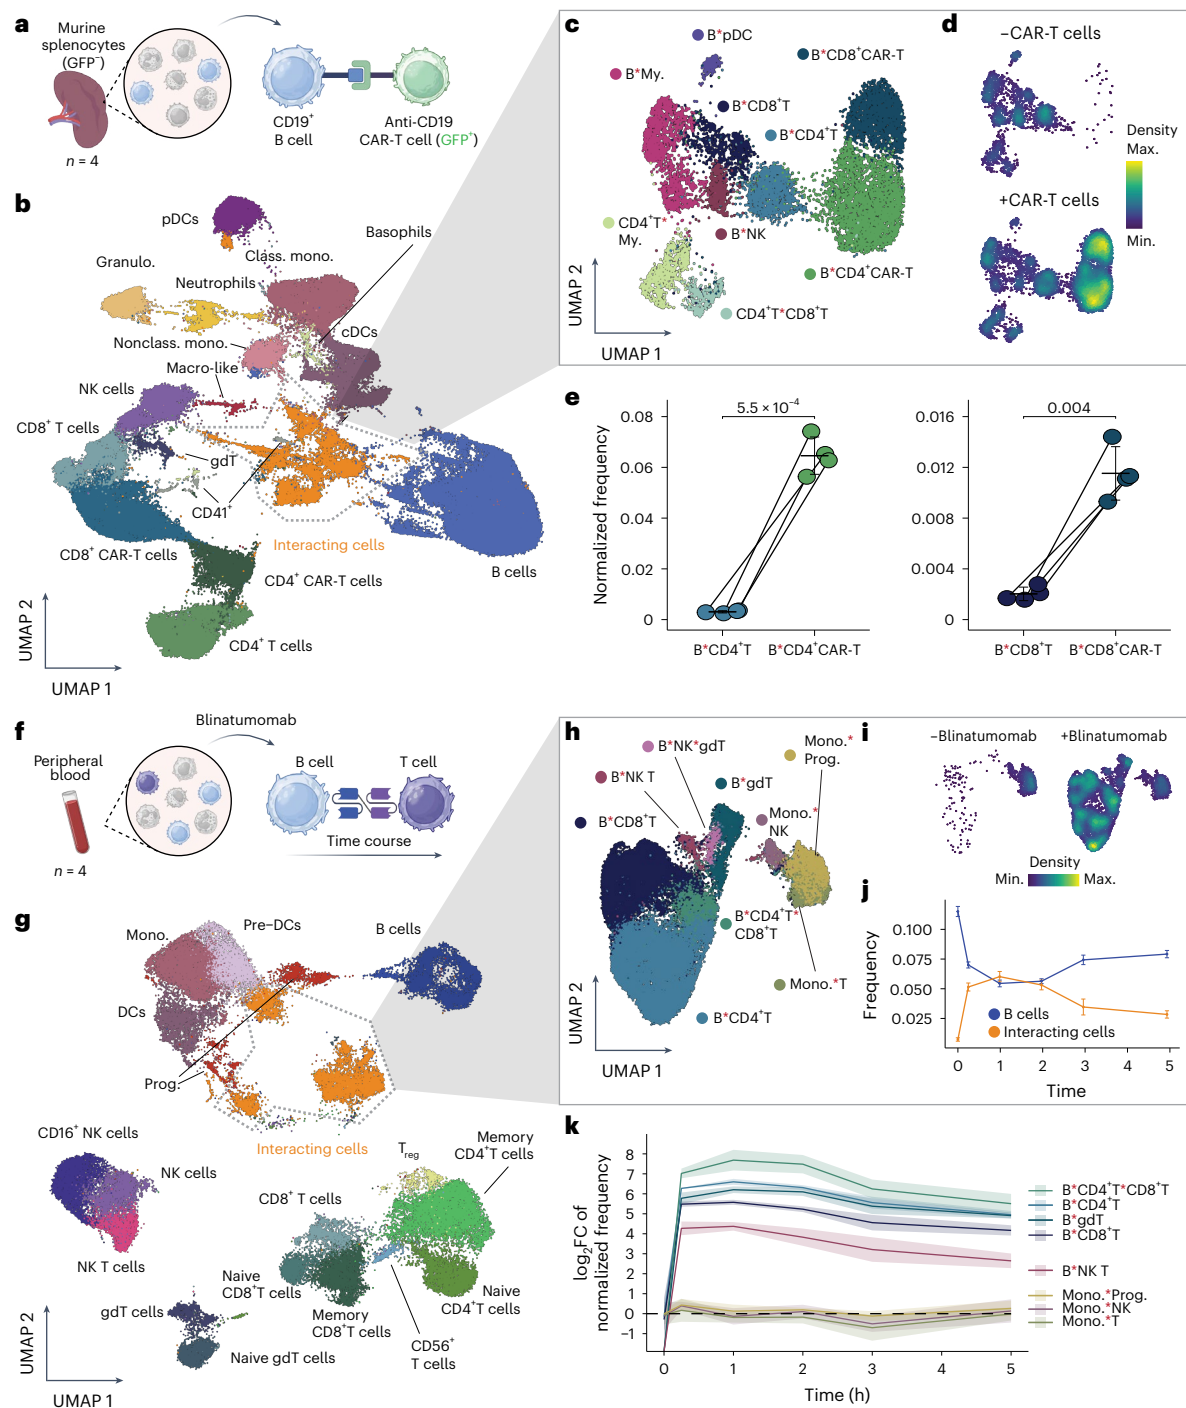 a
Murine
splenocytes
(GFP⁻)
n = 4
CD19⁺
B cell
Anti-CD19
CAR-T cell (GFP⁺)
b
pDCs
Basophils
Class. mono.
Granulo.
Neutrophils
cDCs
Nonclass. mono.
Macro-like
NK cells
CD8⁺ T cells
gdT
CD41⁺
Interacting cells
CD8⁺ CAR-T cells
CD4⁺ CAR-T cells
B cells
CD4⁺ T cells
UMAP 2
UMAP 1
c
B*pDC
B*CD8⁺CAR-T
B*My.
B*CD8⁺T
B*CD4⁺T
CD4⁺T*
My.
B*NK
B*CD4⁺CAR-T
CD4⁺T*CD8⁺T
UMAP 2
UMAP 1
d
−CAR-T cells
Density
Max.
Min.
+CAR-T cells
e
5.5 × 10⁻⁴
0.08
0.06
0.04
0.02
0
Normalized frequency
B*CD4⁺T
B*CD4⁺CAR-T
0.004
0.016
0.012
0.008
0.004
0
B*CD8⁺T
B*CD8⁺CAR-T
f
Blinatumomab
Peripheral
blood
n = 4
B cell
T cell
Time course
g
Mono.
Pre–DCs
B cells
DCs
Prog.
Interacting cells
CD16⁺ NK cells
NK cells
NK T cells
Treg
Memory
CD4⁺T cells
CD8⁺ T cells
Naive
CD8⁺T cells
Memory
CD8⁺T cells
Naive
CD4⁺T cells
CD56⁺
T cells
gdT cells
Naive gdT cells
UMAP 2
UMAP 1
h
B*NK*gdT
Mono.*
Prog.
B*NK T
B*gdT
B*CD8⁺T
Mono.*
NK
B*CD4⁺T*
CD8⁺T
Mono.*T
B*CD4⁺T
UMAP 2
UMAP 1
i
−Blinatumomab
+Blinatumomab
Density
Min.
Max.
j
0.100
0.075
0.050
0.025
Frequency
B cells
Interacting cells
0 1 2 3 4 5
Time
k
8
7
6
5
4
3
2
1
0
−1
log₂FC of
normalized frequency
B*CD4⁺T*CD8⁺T
B*CD4⁺T
B*gdT
B*CD8⁺T
B*NK T
Mono.*Prog.
Mono.*NK
Mono.*T
0 1 2 3 4 5
Time (h)